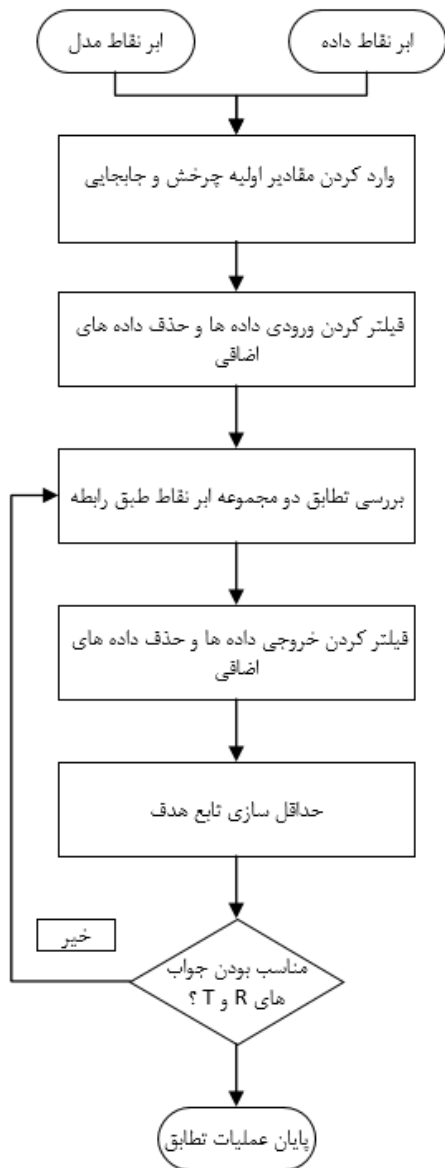 ابر نقاط داده
ابر نقاط مدل
وارد کردن مقادیر اولیه چرخش و جابجایی
فیلتر کردن ورودی داده ها و حذف داده های
اضافی
بررسی تطابق دو مجموعه ابر نقاط طبق رابطه
فیلتر کردن خروجی داده ها و حذف داده های
اضافی
حداقل سازی تابع هدف
خیر
مناسب بودن جواب
های R و T ؟
پایان عملیات تطابق